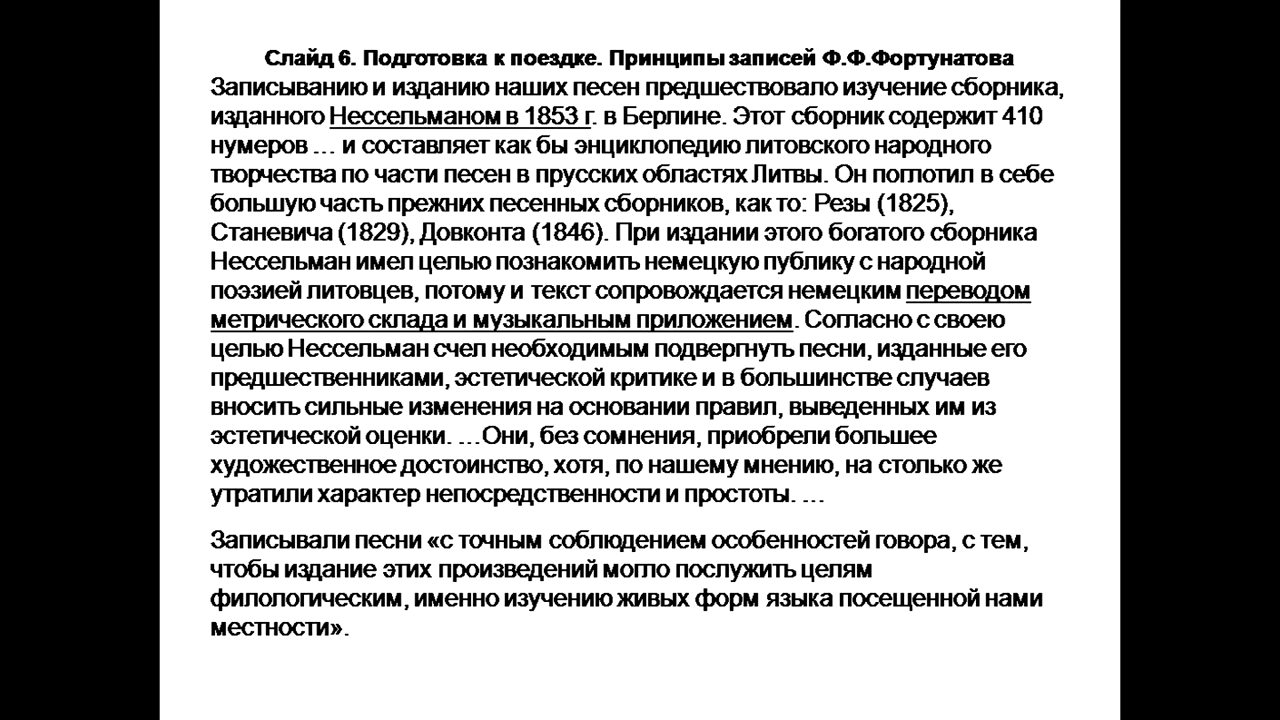 Слайд 6. Подготовка к поездке. Принципы записей Ф.Ф.Фортунатова
Записыванию и изданию наших песен предшествовало изучение сборника,
изданного Нессельманом в 1853 г. в Берлине. Этот сборник содержит 410
нумеров … и составляет как бы энциклопедию литовского народного
творчества по части песен в прусских областях Литвы. Он поглотил в себе
большую часть прежних песенных сборников, как то: Резы (1825),
Станевича (1829), Довконта (1846). При издании этого богатого сборника
Нессельман имел целью познакомить немецкую публику с народной
поэзией литовцев, потому и текст сопровождается немецким переводом
метрического склада и музыкальным приложением. Согласно с своею
целью Нессельман счел необходимым подвергнуть песни, изданные его
предшественниками, эстетической критике и в большинстве случаев
вносить сильные изменения на основании правил, выведенных им из
эстетической оценки. …Они, без сомнения, приобрели большее
художественное достоинство, хотя, по нашему мнению, на столько же
утратили характер непосредственности и простоты. …
Записывали песни «с точным соблюдением особенностей говора, с тем,
чтобы издание этих произведений могло послужить целям
филологическим, именно изучению живых форм языка посещенной нами
местности».